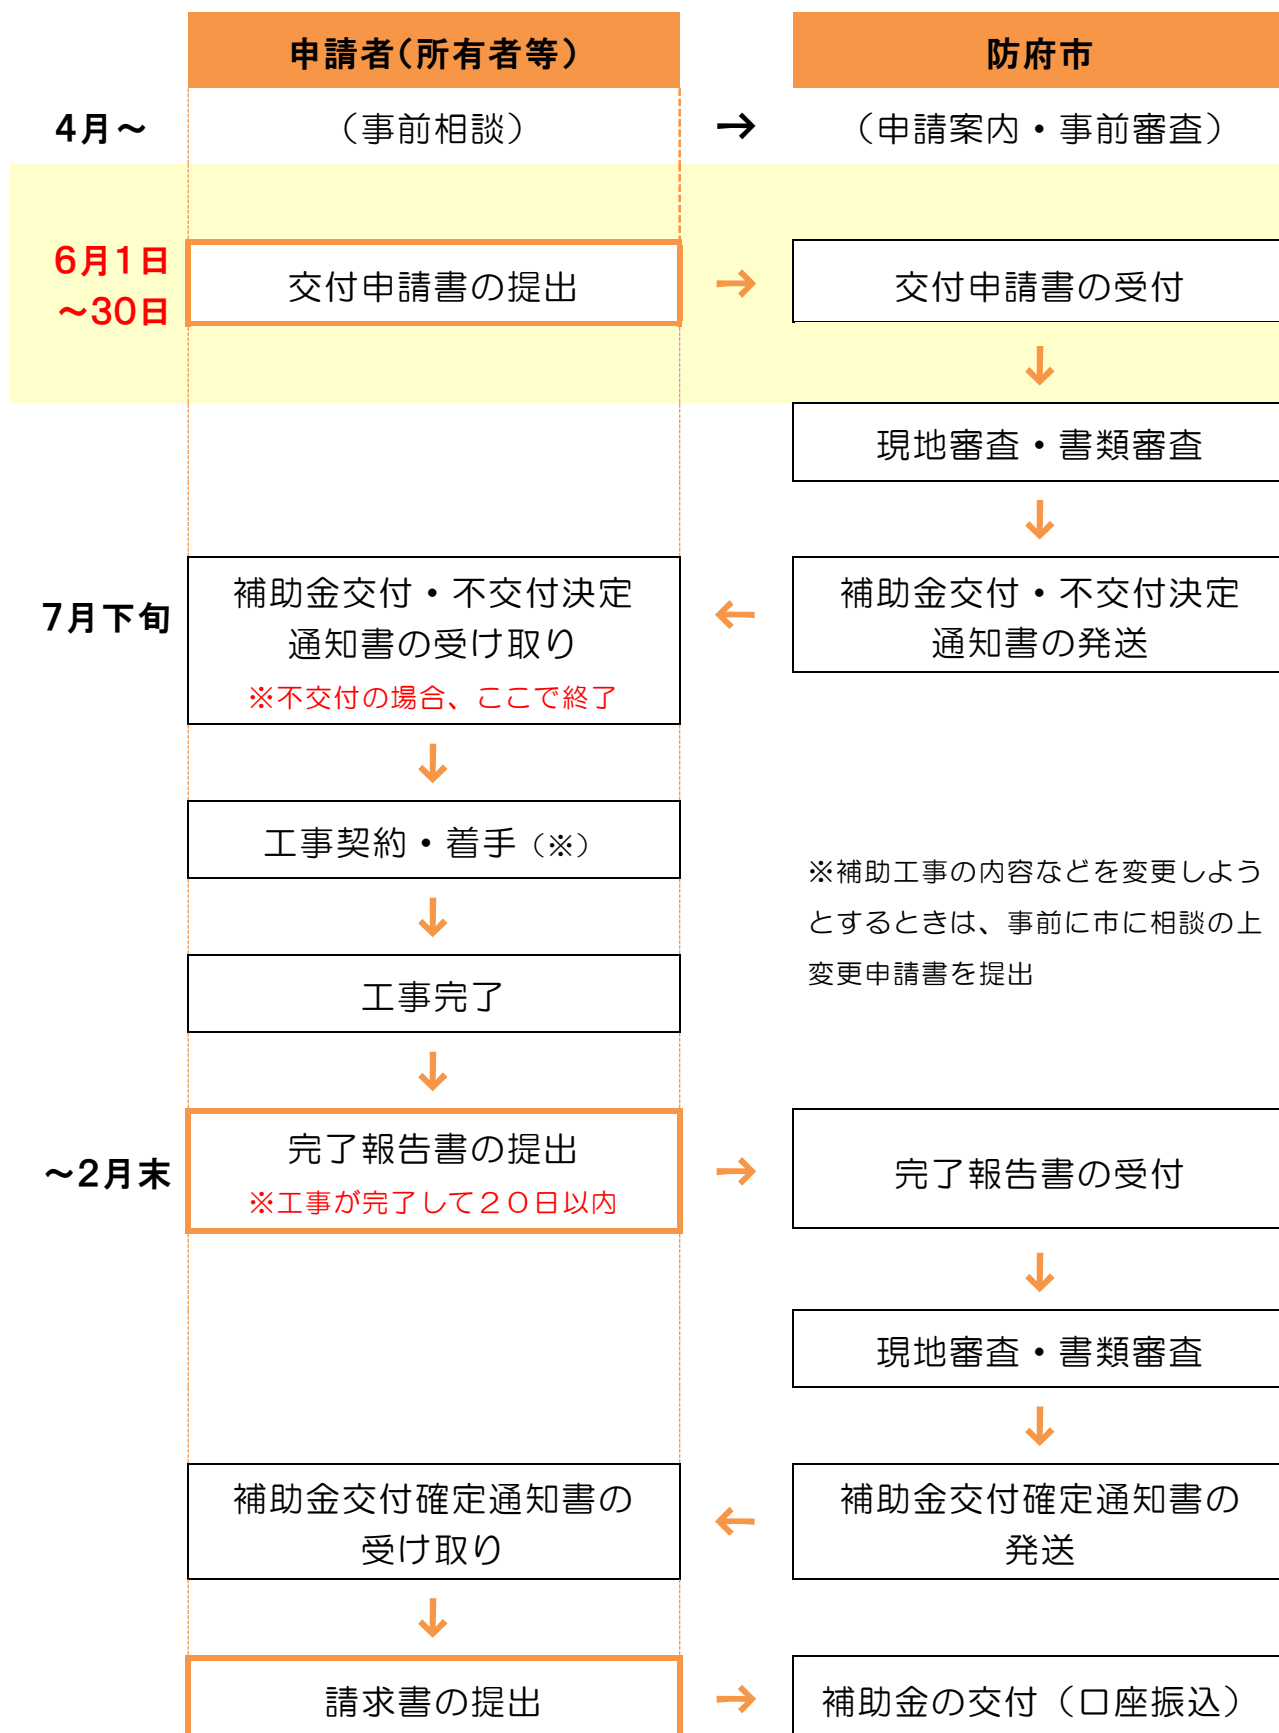 申請者(所有者等)
防府市
4月～
（事前相談）
→
（申請案内・事前審査）
6月1日
～30日
交付申請書の提出
→
交付申請書の受付
↓
現地審査・書類審査
↓
7月下旬
補助金交付・不交付決定
通知書の受け取り
※不交付の場合、ここで終了
←
補助金交付・不交付決定
通知書の発送
↓
工事契約・着手（※）
※補助工事の内容などを変更しよう
とするときは、事前に市に相談の上
変更申請書を提出
↓
工事完了
↓
～2月末
完了報告書の提出
※工事が完了して２０日以内
→
完了報告書の受付
↓
現地審査・書類審査
↓
補助金交付確定通知書の
受け取り
←
補助金交付確定通知書の
発送
↓
請求書の提出
→
補助金の交付（口座振込）